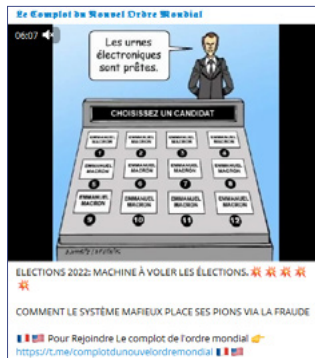 Le Complot du Nouvel Ordre Mondial
06:07
Les urnes
électroniques
sont prêtes.
CHOISISSEZ UN CANDIDAT
EMMANUEL MACRON EMMANUEL MACRON EMMANUEL MACRON EMMANUEL MACRON
1 2 3 4
EMMANUEL MACRON EMMANUEL MACRON EMMANUEL MACRON EMMANUEL MACRON
5 6 7 8
EMMANUEL MACRON EMMANUEL MACRON EMMANUEL MACRON EMMANUEL MACRON
9 10 11 12
ELECTIONS 2022: MACHINE À VOLER LES ÉLECTIONS. 💥 💥 💥 💥
💥
COMMENT LE SYSTÈME MAFIEUX PLACE SES PIONS VIA LA FRAUDE
🇫🇷 🇺🇸 Pour Rejoindre Le complot de l'ordre mondial 👉
https://t.me/complotdunouvelordremondial 🇫🇷 🇺🇸